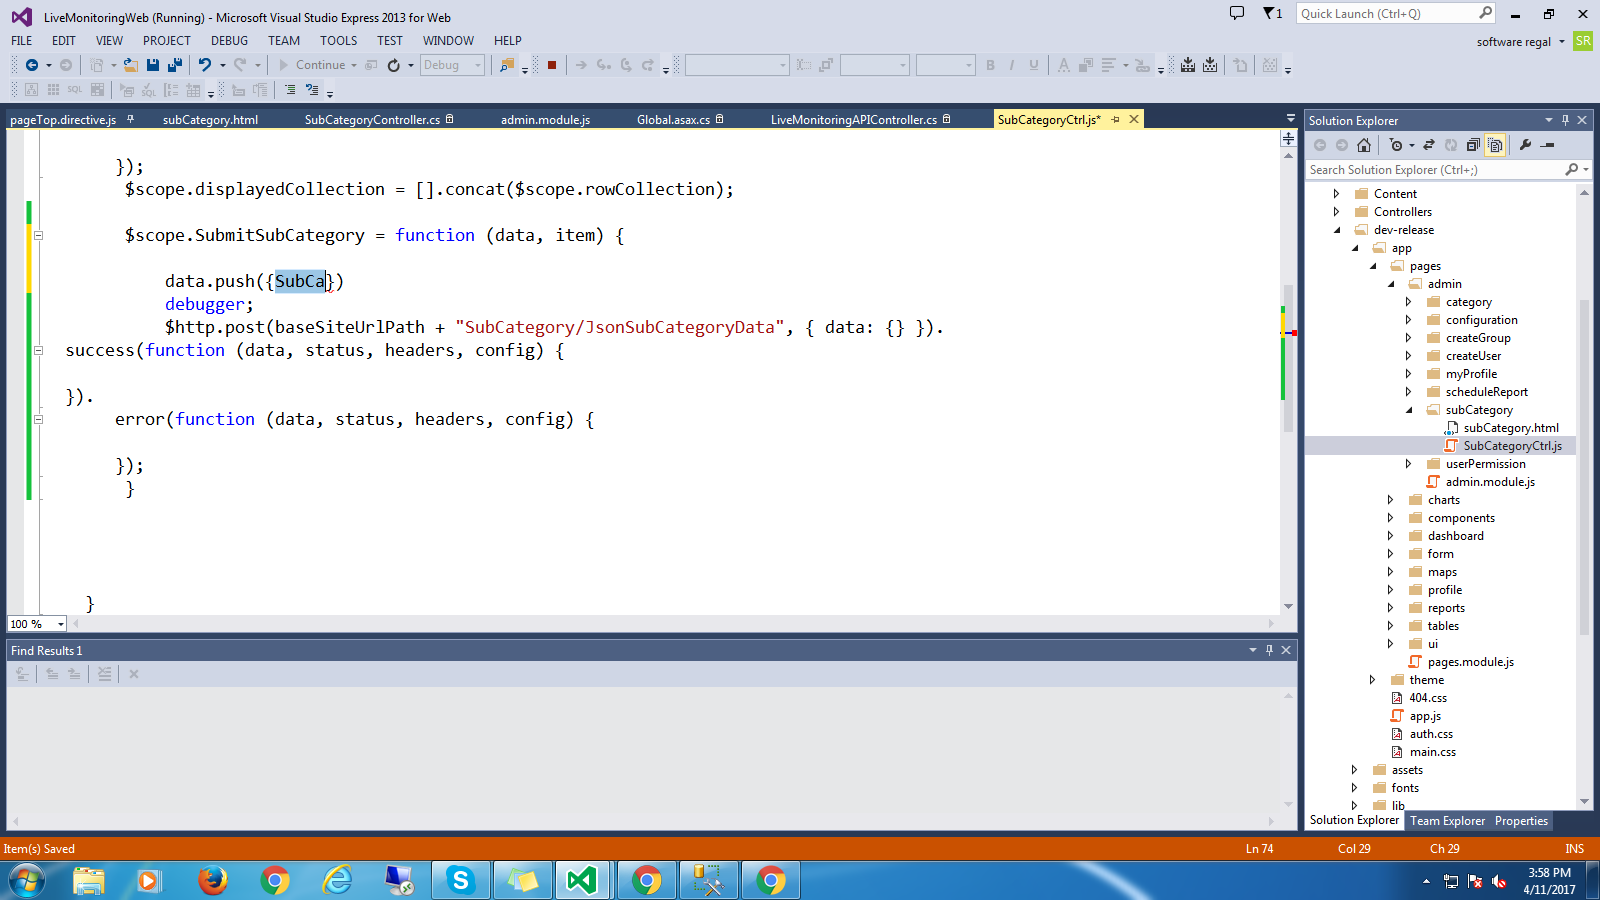 LiveMonitoringWeb (Running) - Microsoft Visual Studio Express 2013 for Web
1
Quick Launch (Ctrl+Q)
FILE EDIT VIEW PROJECT DEBUG TEAM TOOLS TEST WINDOW HELP
software regal SR
Continue Debug
SQL SQL
pageTop.directive.js subCategory.html SubCategoryController.cs admin.module.js Global.asax.cs LiveMonitoringAPIController.cs SubCategoryCtrl.js*
});
$scope.displayedCollection = [].concat($scope.rowCollection);
$scope.SubmitSubCategory = function (data, item) {
data.push({SubCa})
debugger;
$http.post(baseSiteUrlPath + "SubCategory/JsonSubCategoryData", { data: {} }).
success(function (data, status, headers, config) {
}).
error(function (data, status, headers, config) {
});
}
}
100 %
Find Results 1
Solution Explorer
Search Solution Explorer (Ctrl+;)
Content
Controllers
dev-release
app
pages
admin
category
configuration
createGroup
createUser
myProfile
scheduleReport
subCategory
subCategory.html
SubCategoryCtrl.js
userPermission
admin.module.js
charts
components
dashboard
form
maps
profile
reports
tables
ui
pages.module.js
theme
404.css
app.js
auth.css
main.css
assets
fonts
lib
Solution Explorer Team Explorer Properties
Item(s) Saved
Ln 74 Col 29 Ch 29 INS
3:58 PM
4/11/2017